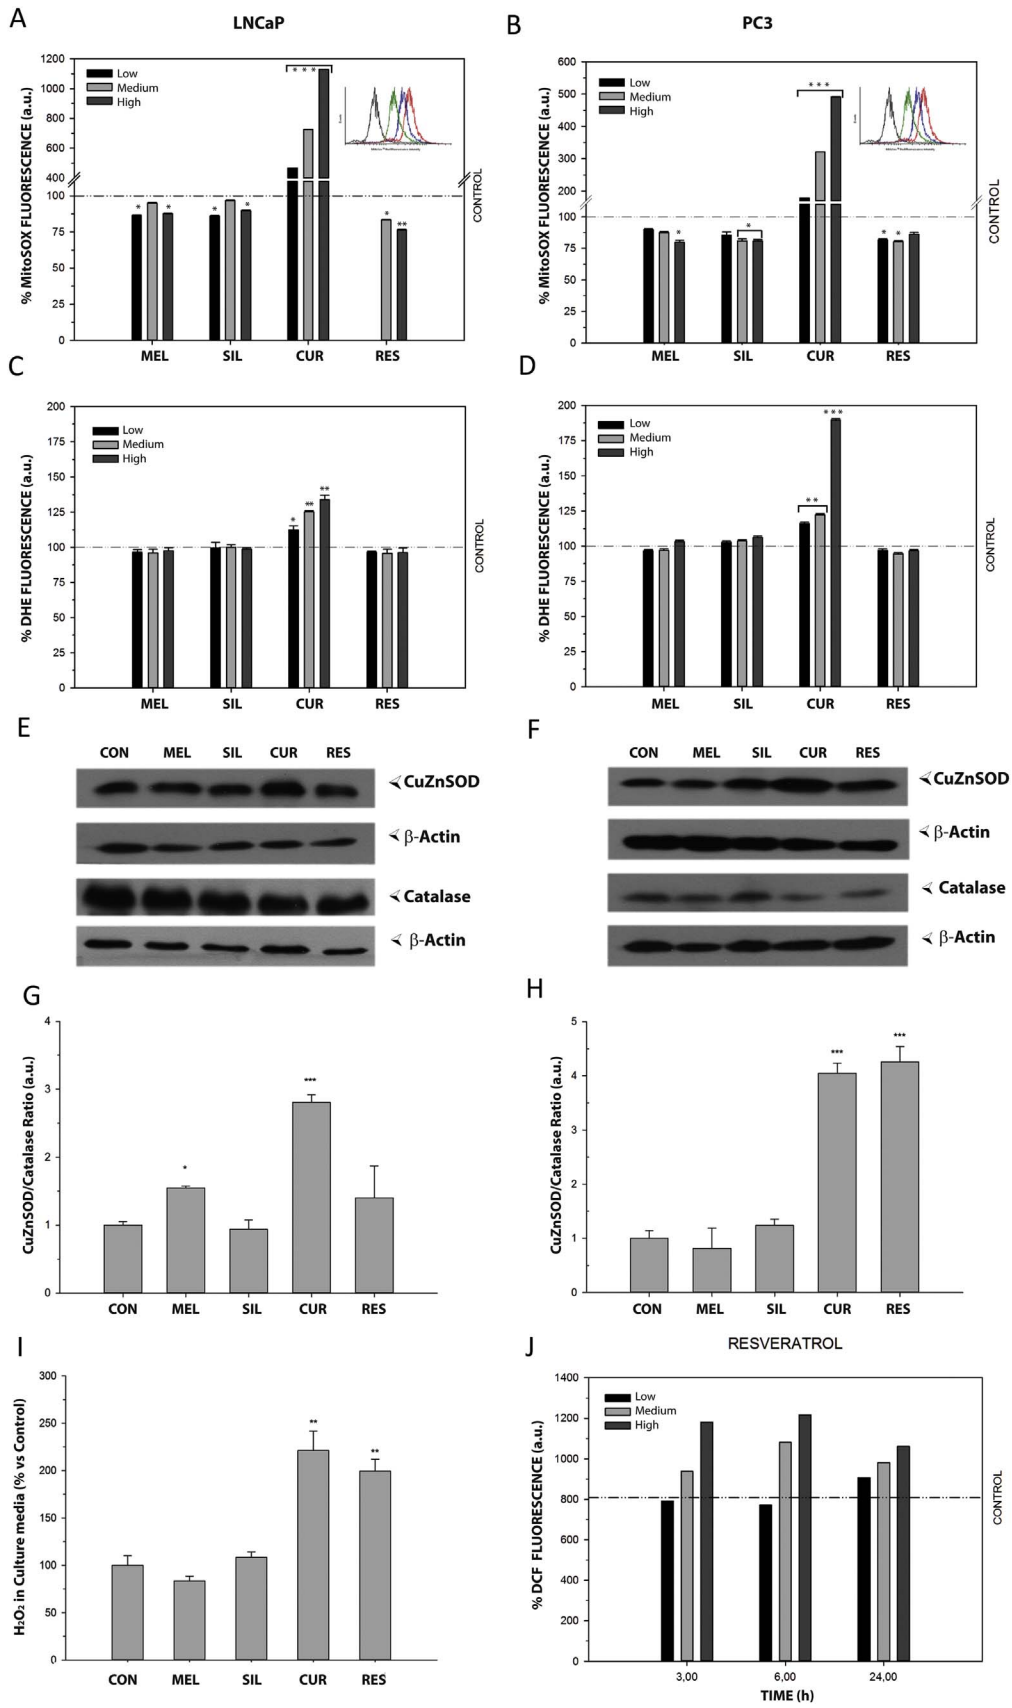 A
LNCaP
% MitoSOX FLUORESCENCE (a.u.)
1200
1000
800
600
400
100
75
50
25
0
Low
Medium
High
* * *
* * * * * **
CONTROL
MEL SIL CUR RES
B
PC3
% MitoSOX FLUORESCENCE (a.u.)
600
500
400
300
200
100
75
50
25
0
Low
Medium
High
* * *
* * * *
CONTROL
MEL SIL CUR RES
C
% DHE FLUORESCENCE (a.u.)
200
175
150
125
100
75
50
25
0
Low
Medium
High
* ** **
CONTROL
MEL SIL CUR RES
D
% DHE FLUORESCENCE (a.u.)
200
175
150
125
100
75
50
25
0
Low
Medium
High
* * *
* *
CONTROL
MEL SIL CUR RES
E
CON MEL SIL CUR RES
CuZnSOD
β-Actin
Catalase
β-Actin
F
CON MEL SIL CUR RES
CuZnSOD
β-Actin
Catalase
β-Actin
G
CuZnSOD/Catalase Ratio (a.u.)
4
3
2
1
0
* ***
CON MEL SIL CUR RES
H
CuZnSOD/Catalase Ratio (a.u.)
5
4
3
2
1
0
*** ***
CON MEL SIL CUR RES
I
H₂O₂ in Culture media (% vs Control)
300
250
200
150
100
50
0
** **
CON MEL SIL CUR RES
J
RESVERATROL
% DCF FLUORESCENCE (a.u.)
1400
1200
1000
800
600
400
200
0
Low
Medium
High
CONTROL
3,00 6,00 24,00
TIME (h)